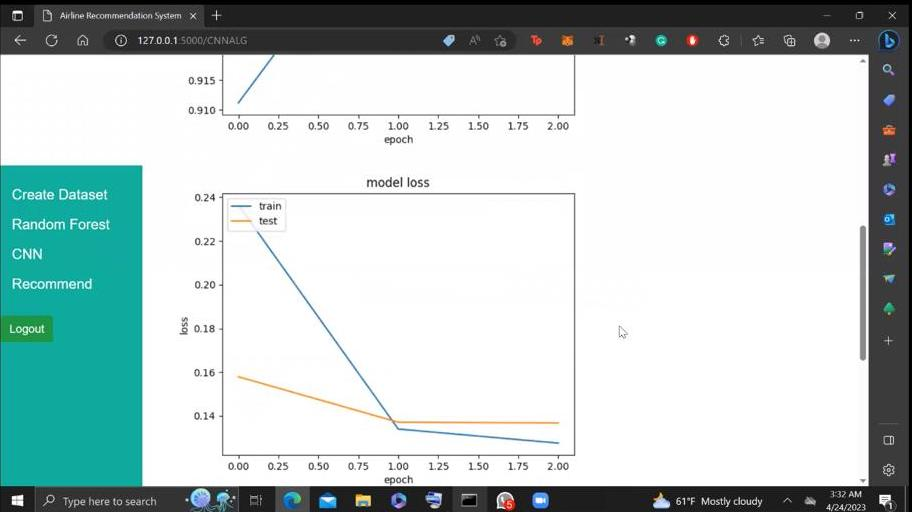 Airline Recommendation System
127.0.0.1:5000/CNNALG
0.915
0.910
0.00 0.25 0.50 0.75 1.00 1.25 1.50 1.75 2.00
epoch
Create Dataset
Random Forest
CNN
Recommend
Logout
model loss
0.24
train
test
0.22
0.20
0.18
0.16
0.14
loss
0.00 0.25 0.50 0.75 1.00 1.25 1.50 1.75 2.00
epoch
Type here to search
5
61°F Mostly cloudy
3:32 AM
4/24/2023
1